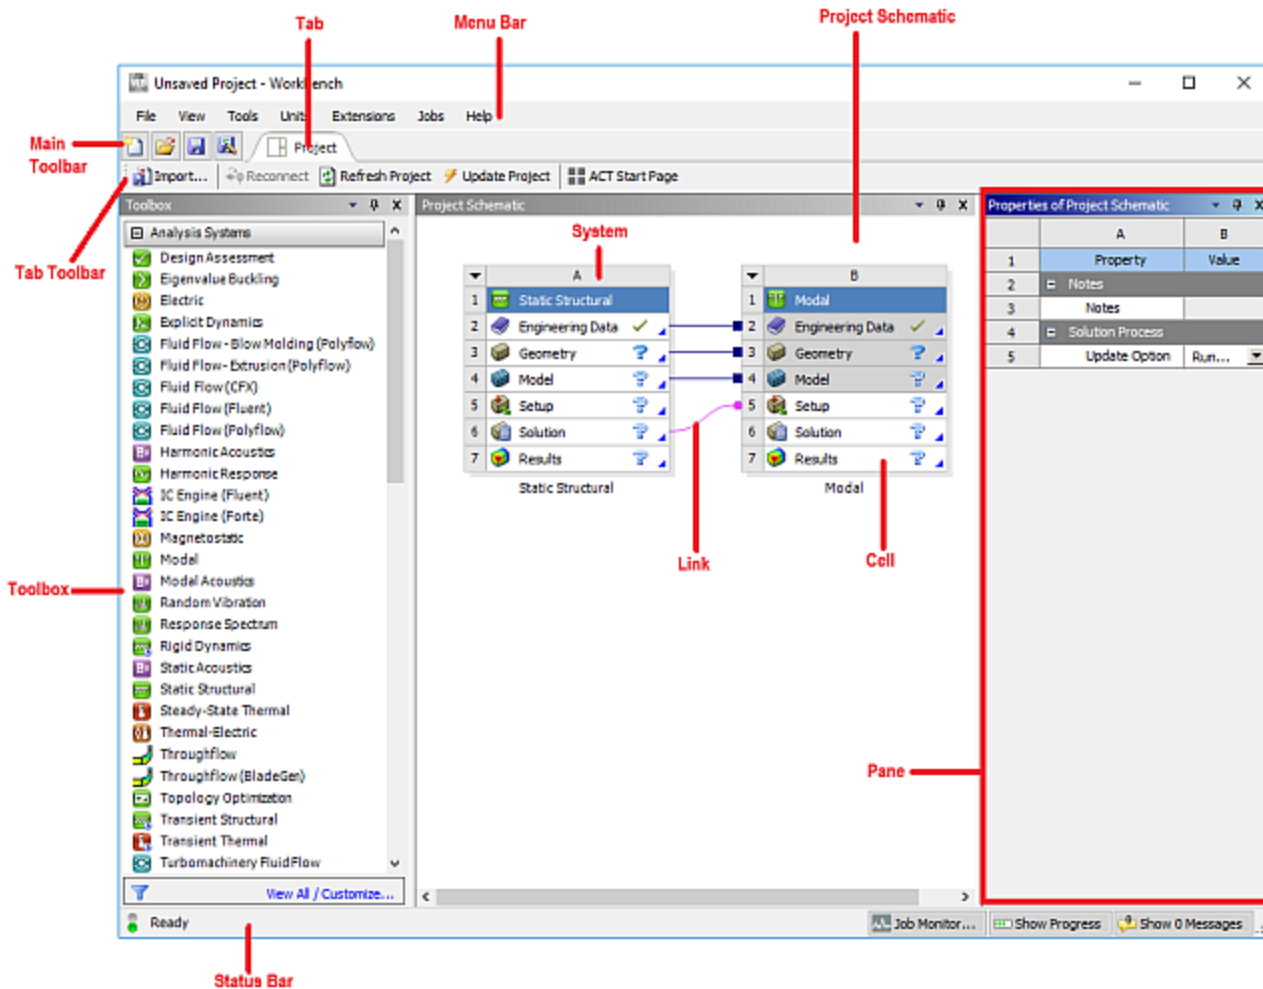 Tab
Menu Bar
Project Schematic
Unsaved Project - Workbench
File View Tools Units Extensions Jobs Help
Main
Toolbar
Project
Import... Reconnect Refresh Project Update Project ACT Start Page
Tab Toolbar
Toolbox
Analysis Systems
Design Assessment
Eigenvalue Buckling
Electric
Explicit Dynamics
Fluid Flow - Blow Molding (Polyflow)
Fluid Flow - Extrusion (Polyflow)
Fluid Flow (CFX)
Fluid Flow (Fluent)
Fluid Flow (Polyflow)
Harmonic Acoustics
Harmonic Response
IC Engine (Fluent)
IC Engine (Forte)
Magnetostatic
Modal
Modal Acoustics
Random Vibration
Response Spectrum
Rigid Dynamics
Static Acoustics
Static Structural
Steady-State Thermal
Thermal-Electric
Throughflow
Throughflow (BladeGen)
Topology Optimization
Transient Structural
Transient Thermal
Turbomachinery Fluid Flow
View All / Customize...
Toolbox
Project Schematic
System
A
1 Static Structural
2 Engineering Data
3 Geometry ?
4 Model ?
5 Setup ?
6 Solution ?
7 Results ?
Static Structural
B
1 Modal
2 Engineering Data
3 Geometry ?
4 Model ?
5 Setup ?
6 Solution ?
7 Results ?
Modal
Link
Cell
Properties of Project Schematic
A B
1 Property Value
2 Notes
3 Notes
4 Solution Process
5 Update Option Run...
Pane
Ready
Job Monitor... Show Progress Show 0 Messages
Status Bar